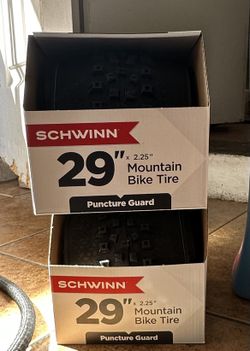 SCHWINN
29" x 2.25" Mountain
Bike Tire
Puncture Guard
SCHWINN
29" x 2.25" Mountain
Bike Tire
Puncture Guard